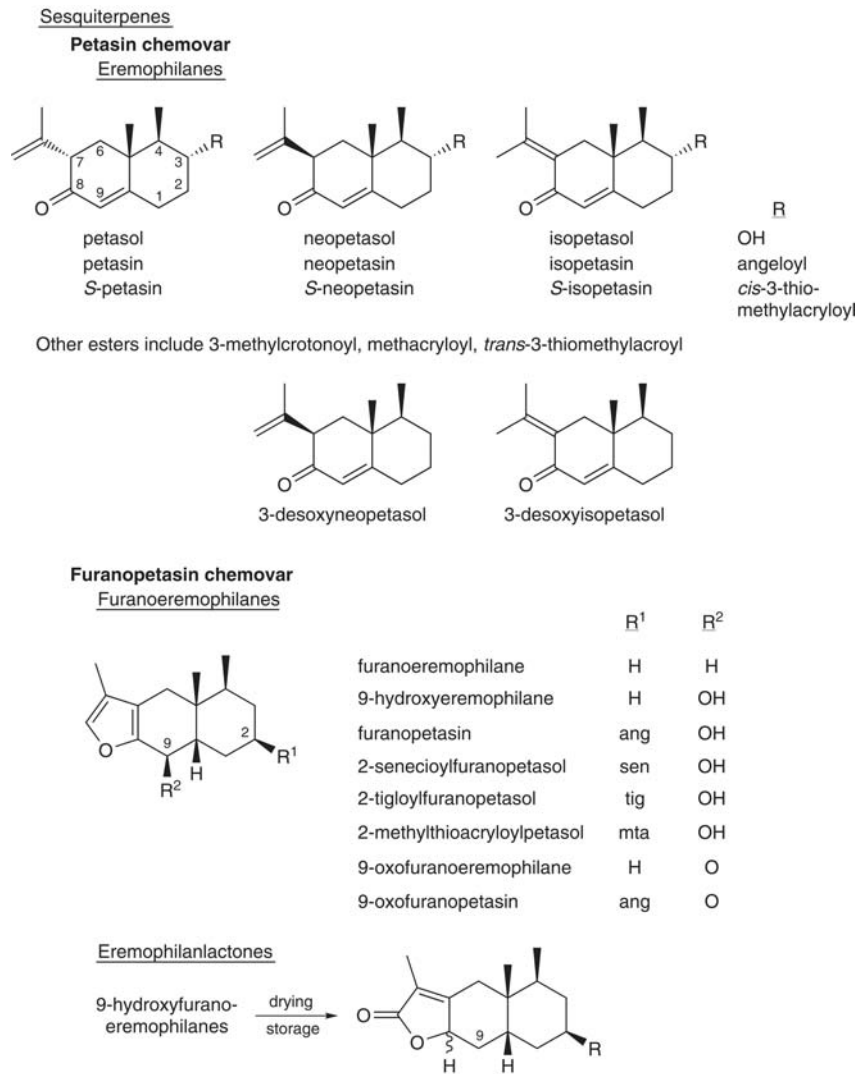 Sesquiterpenes
Petasin chemovar
Eremophilanes
6
4
R
7
3
8
9
2
1
O
R
O
R
O
R
petasol neopetasol isopetasol OH
petasin neopetasin isopetasin angeloyl
S-petasin S-neopetasin S-isopetasin cis-3-thio-
methylacryloyl
Other esters include 3-methylcrotonoyl, methacryloyl, trans-3-thiomethylacroyl
O
O
3-desoxyneopetasol 3-desoxyisopetasol
Furanopetasin chemovar
Furanoeremophilanes
R1 R2
furanoeremophilane H H
9-hydroxyeremophilane H OH
furanopetasin ang OH
2-senecioylfuranopetasol sen OH
2-tigloylfuranopetasol tig OH
2-methylthioacryloylpetasol mta OH
9-oxofuranoeremophilane H O
9-oxofuranopetasin ang O
9
2
O
H
R1
R2
Eremophilanlactones
9-hydroxyfurano-
eremophilanes
drying
storage
O
O
9
H
H
R